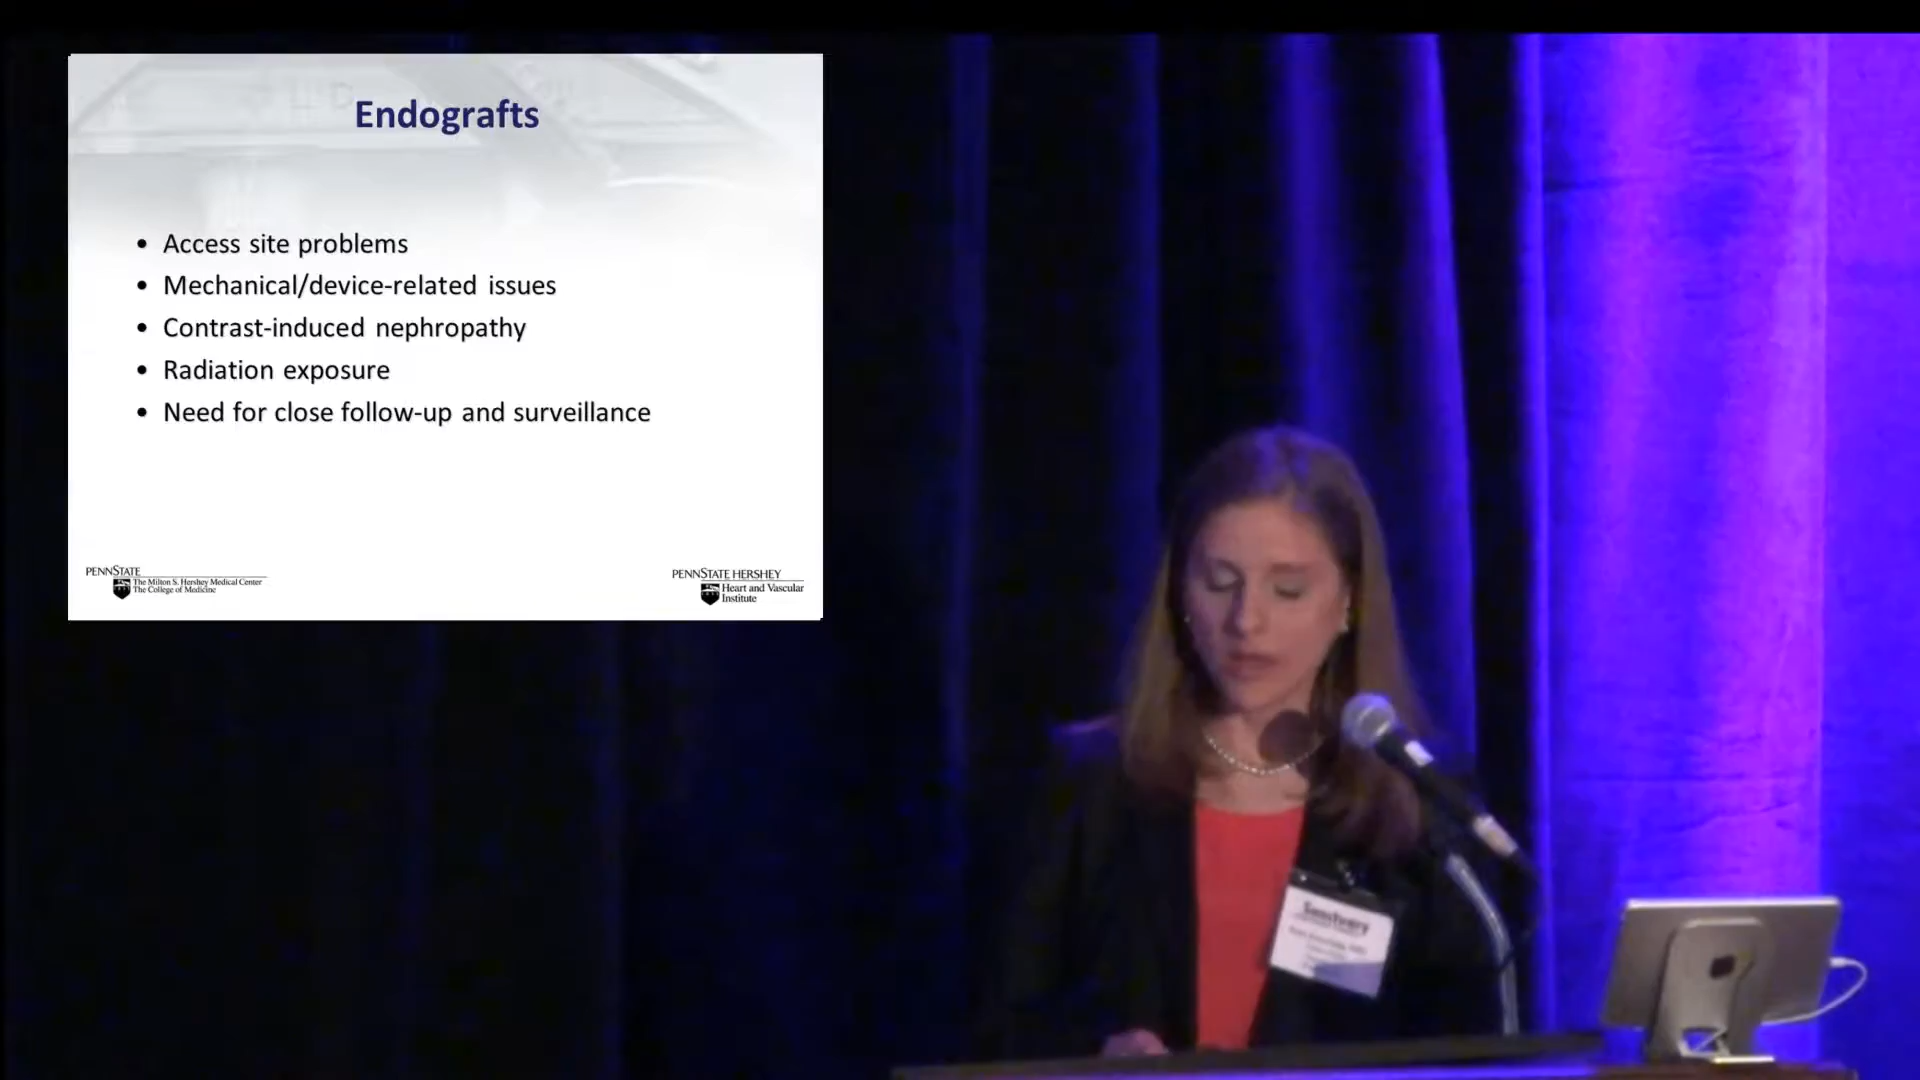 Endografts
• Access site problems
• Mechanical/device-related issues
• Contrast-induced nephropathy
• Radiation exposure
• Need for close follow-up and surveillance
PENNSTATE
The Milton S. Hershey Medical Center
The College of Medicine
PENNSTATE HERSHEY
Heart and Vascular
Institute
Sanctuary